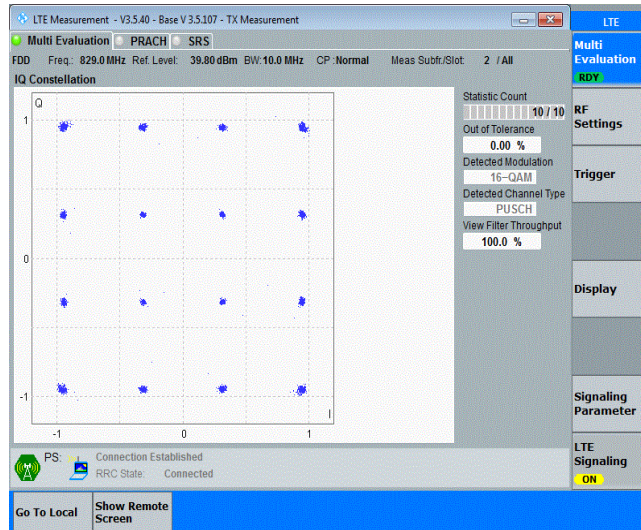 LTE Measurement - V3.5.40 - Base V 3.5.107 - TX Measurement
LTE
Multi Evaluation PRACH SRS
Multi
Evaluation
RDY
FDD Freq.: 829.0 MHz Ref. Level: 39.80 dBm BW: 10.0 MHz CP : Normal Meas Subfr./Slot: 2 / All
IQ Constellation
Q
1
0
-1
-1 0 1
I
Statistic Count
10 / 10
Out of Tolerance
0.00 %
Detected Modulation
16-QAM
Detected Channel Type
PUSCH
View Filter Throughput
100.0 %
RF
Settings
Trigger
Display
Signaling
Parameter
LTE
Signaling
ON
PS: Connection Established
RRC State: Connected
Go To Local
Show Remote
Screen